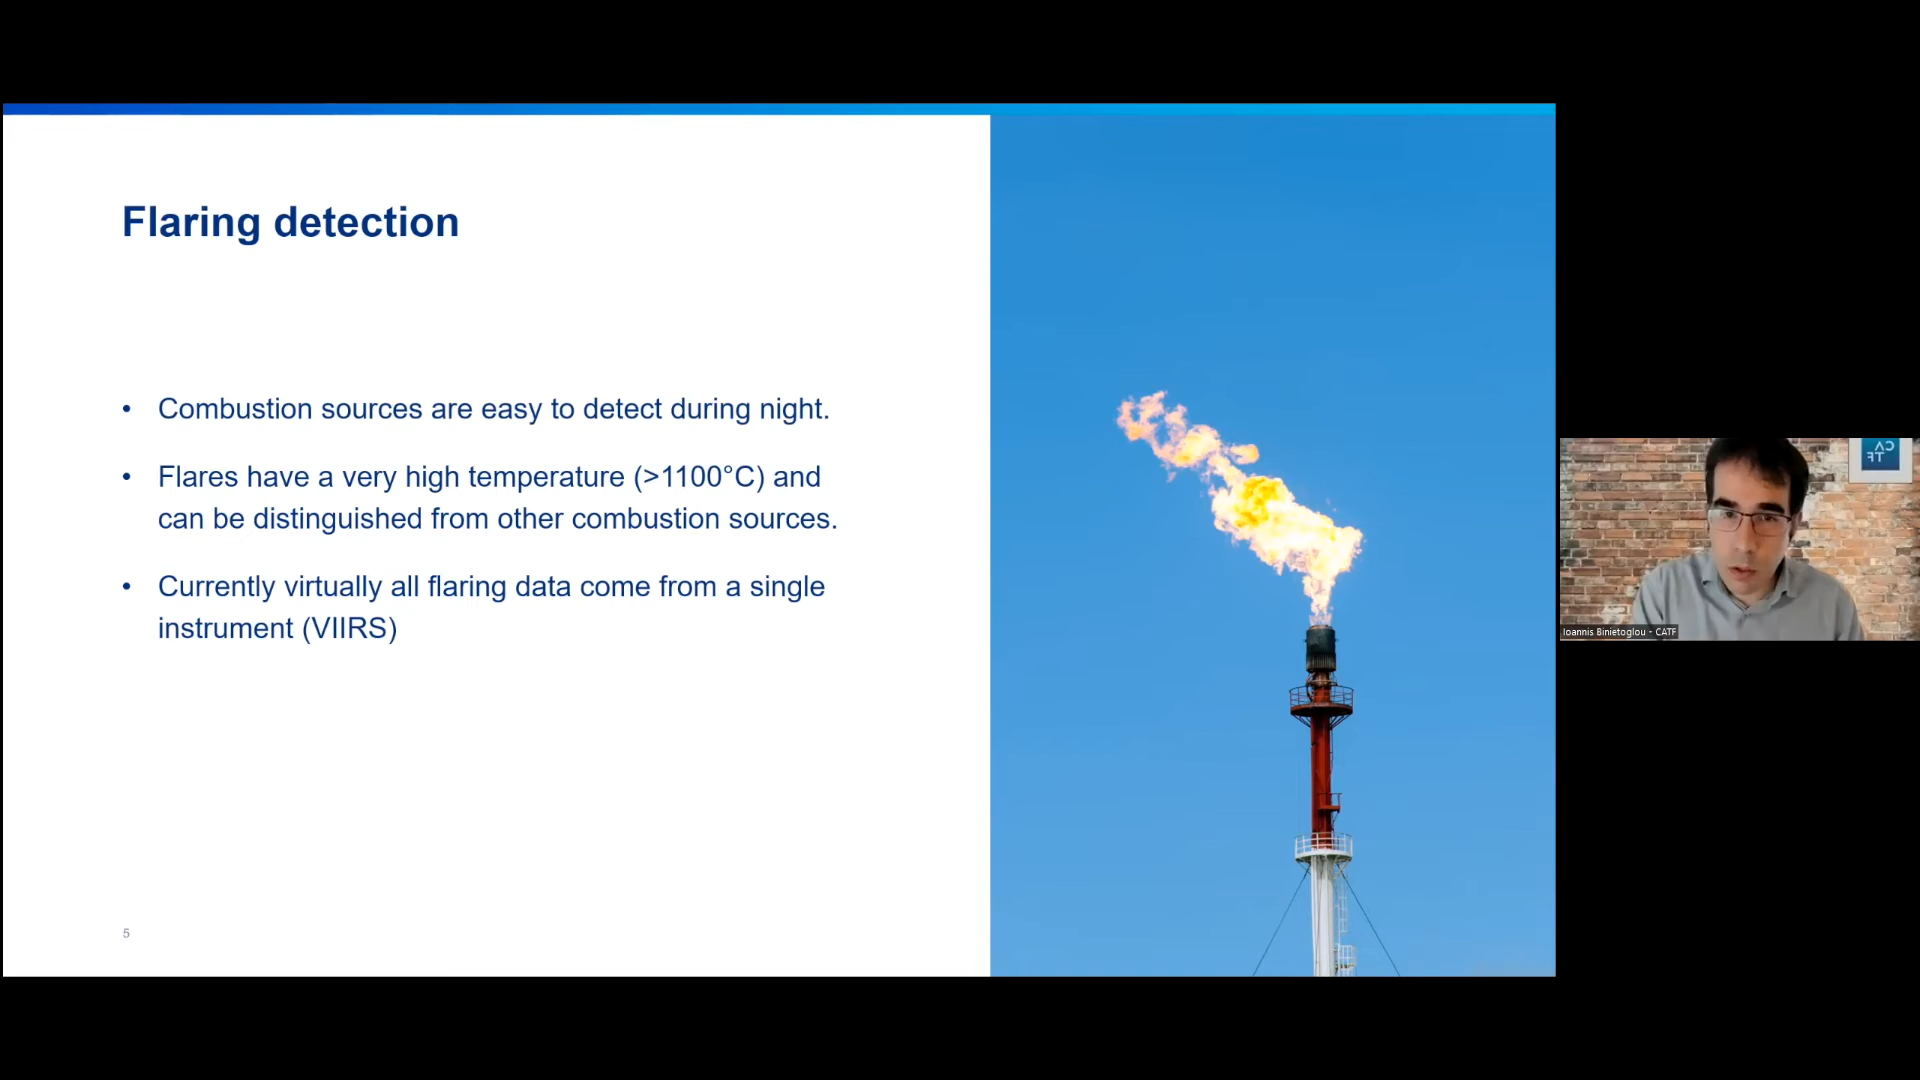 Flaring detection
• Combustion sources are easy to detect during night.
• Flares have a very high temperature (>1100°C) and
can be distinguished from other combustion sources.
• Currently virtually all flaring data come from a single
instrument (VIIRS)
5
CATF
Ioannis Binietoglou - CATF